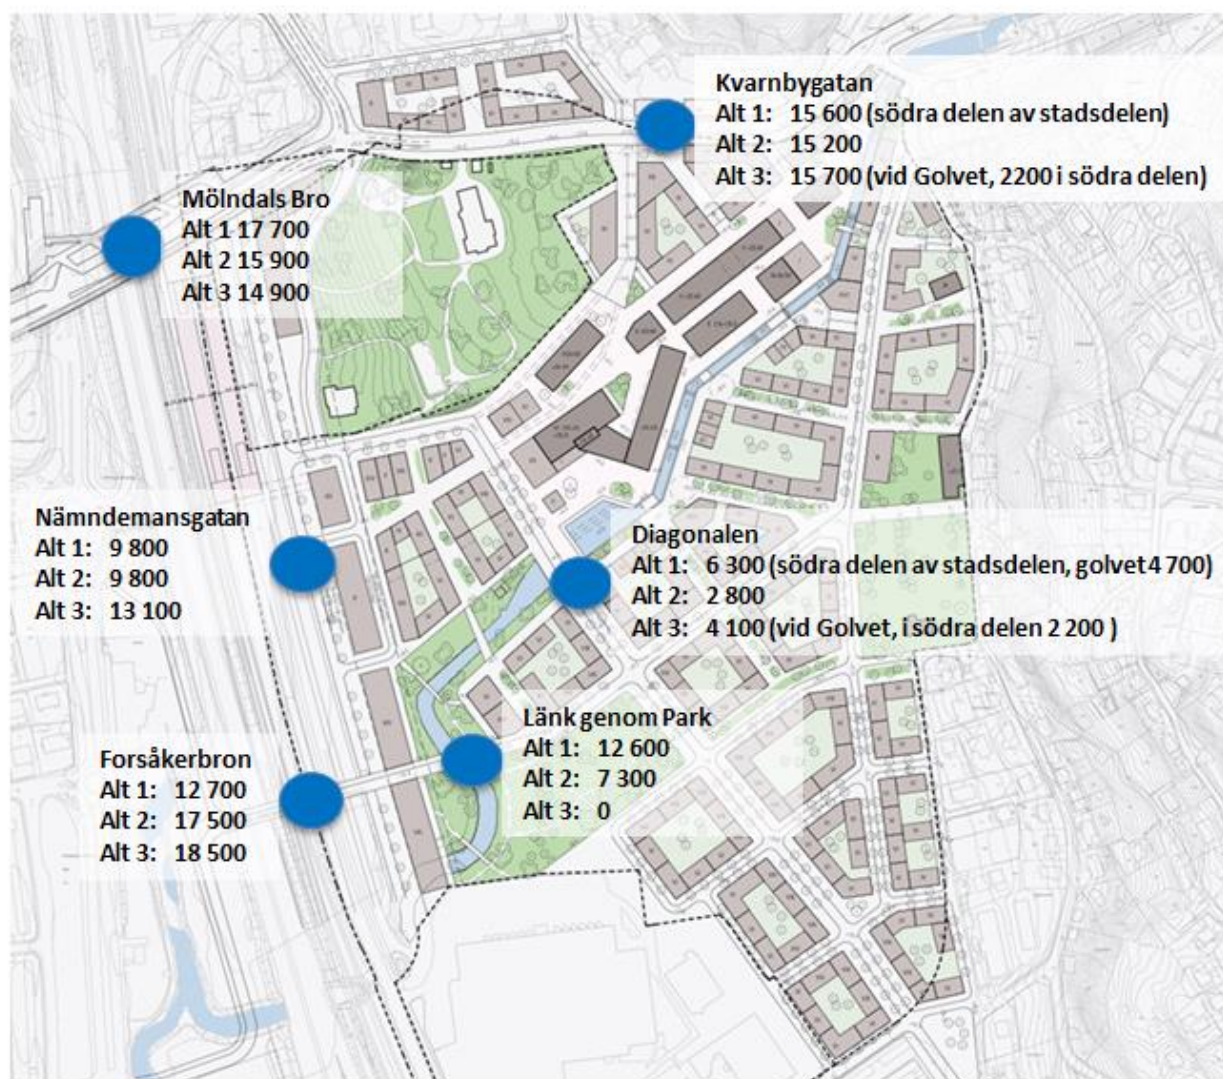 Kvarnbygatan
Alt 1: 15 600 (södra delen av stadsdelen)
Alt 2: 15 200
Alt 3: 15 700 (vid Golvet, 2200 i södra delen)
Mölndals Bro
Alt 1 17 700
Alt 2 15 900
Alt 3 14 900
Nämndemansgatan
Alt 1: 9 800
Alt 2: 9 800
Alt 3: 13 100
Diagonalen
Alt 1: 6 300 (södra delen av stadsdelen, golvet 4 700)
Alt 2: 2 800
Alt 3: 4 100 (vid Golvet, i södra delen 2 200 )
Länk genom Park
Alt 1: 12 600
Alt 2: 7 300
Alt 3: 0
Forsåkerbron
Alt 1: 12 700
Alt 2: 17 500
Alt 3: 18 500